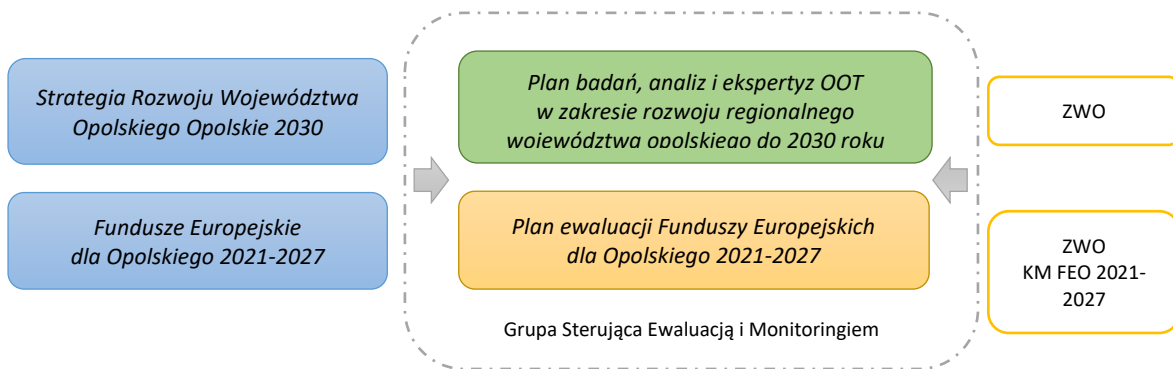 Strategia Rozwoju Województwa
Opolskiego Opolskie 2030
Fundusze Europejskie
dla Opolskiego 2021-2027
Plan badań, analiz i ekspertyz OOT
w zakresie rozwoju regionalnego
województwa opolskiego do 2030 roku
Plan ewaluacji Funduszy Europejskich
dla Opolskiego 2021-2027
Grupa Sterująca Ewaluacją i Monitoringiem
ZWO
ZWO
KM FEO 2021-
2027